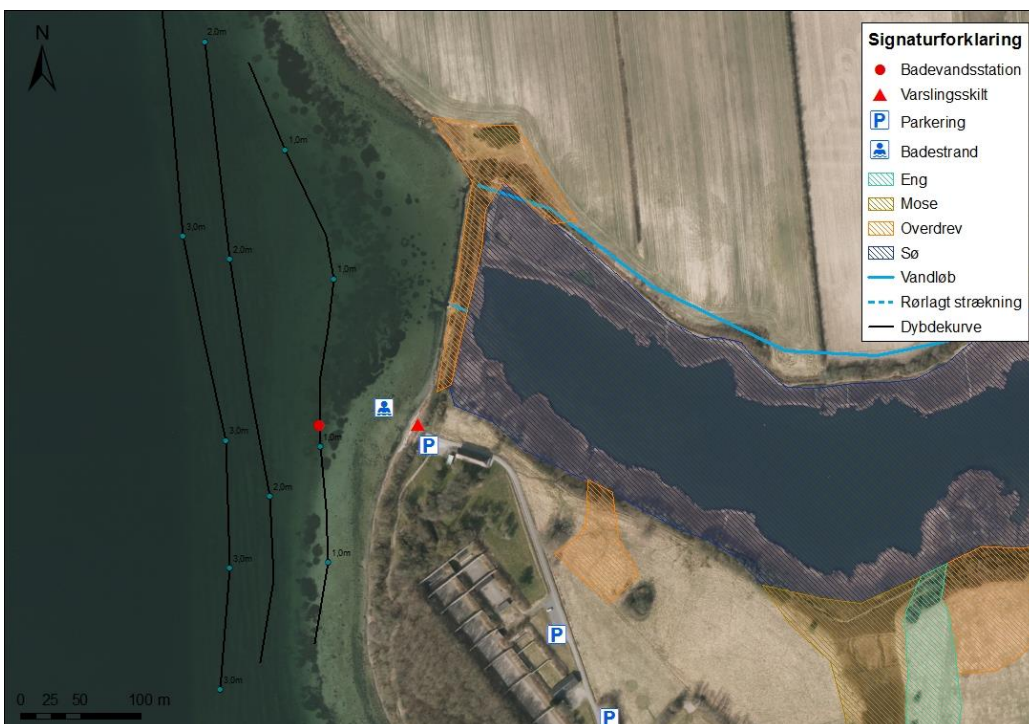 N
Signaturforklaring
Badevandsstation
Varslingsskilt
P Parkering
Badestrand
Eng
Mose
Overdrev
Sø
Vandløb
Rørlagt strækning
Dybdekurve
2,0m
1,0m
3,0m
2,0m
1,0m
3,0m
1,0m
P
2,0m
3,0m
1,0m
P
3,0m
P
0 25 50 100 m